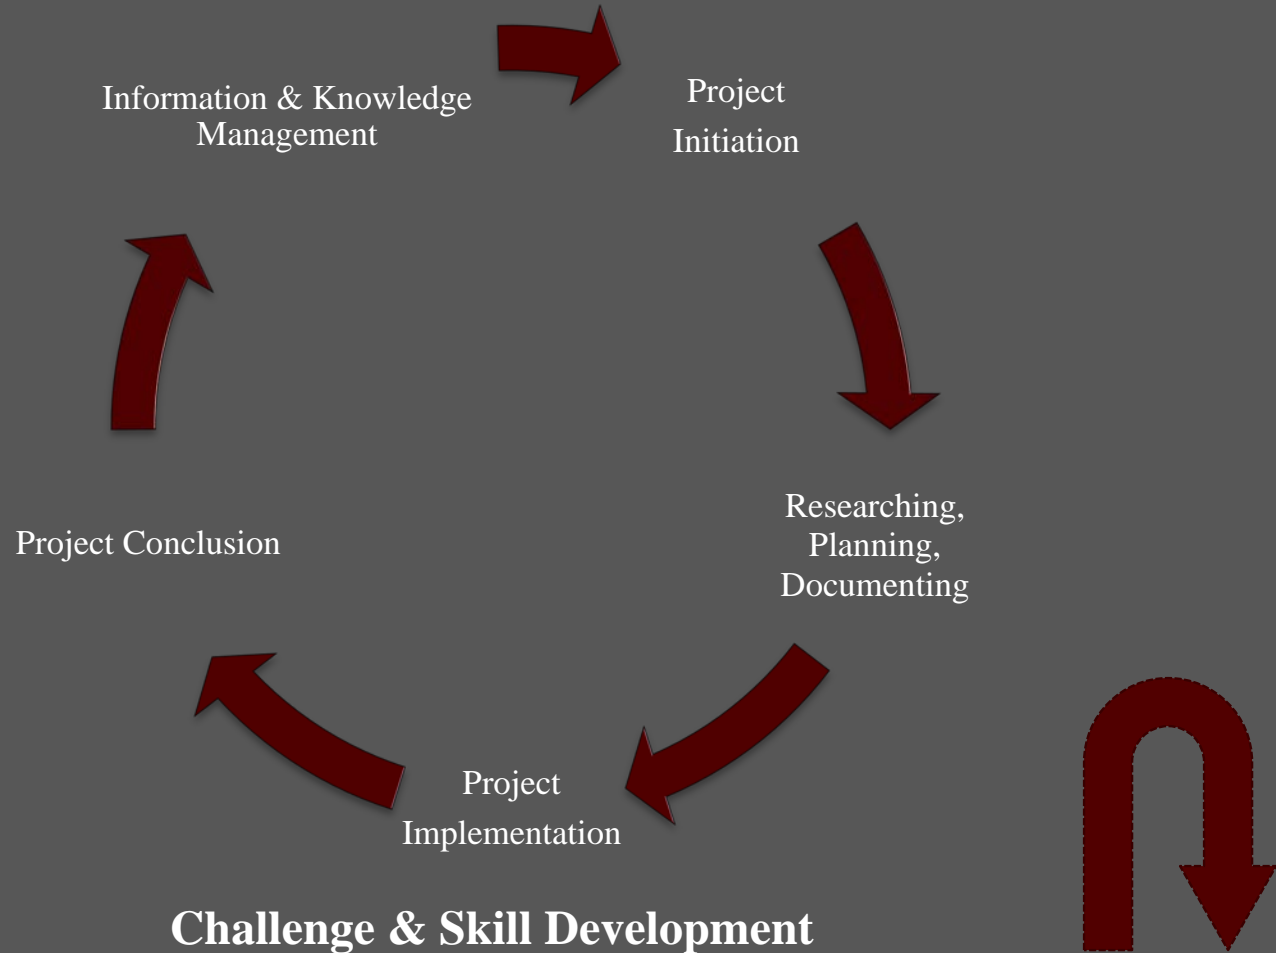 Information & Knowledge
Management
Project
Initiation
Researching,
Planning,
Documenting
Project
Implementation
Project Conclusion
Challenge & Skill Development